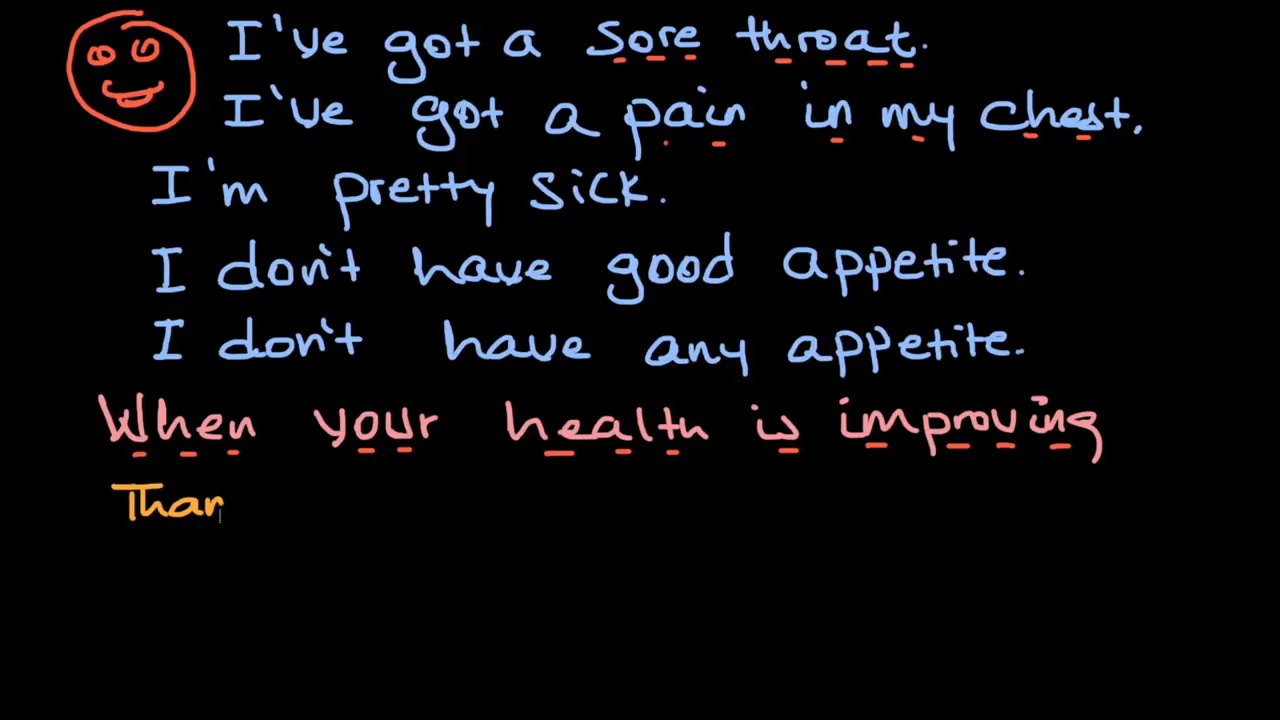 I've got a sore throat.
I've got a pain in my chest.
I'm pretty sick.
I don't have good appetite.
I don't have any appetite.
When your health is improving
Than